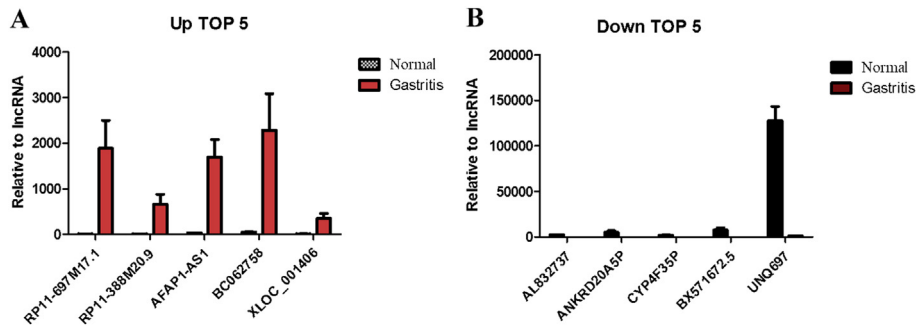 A
Up TOP 5
Relative to lncRNA
4000
3000
2000
1000
0
RP11-697M17.1
RP11-388M20.9
AFAP1-AS1
BC062758
XLOC_001406
Normal
Gastritis
B
Down TOP 5
Relative to lncRNA
200000
150000
100000
50000
0
AL832737
ANKRD20A5P
CYP4F35P
BX571672.5
UNQ697
Normal
Gastritis